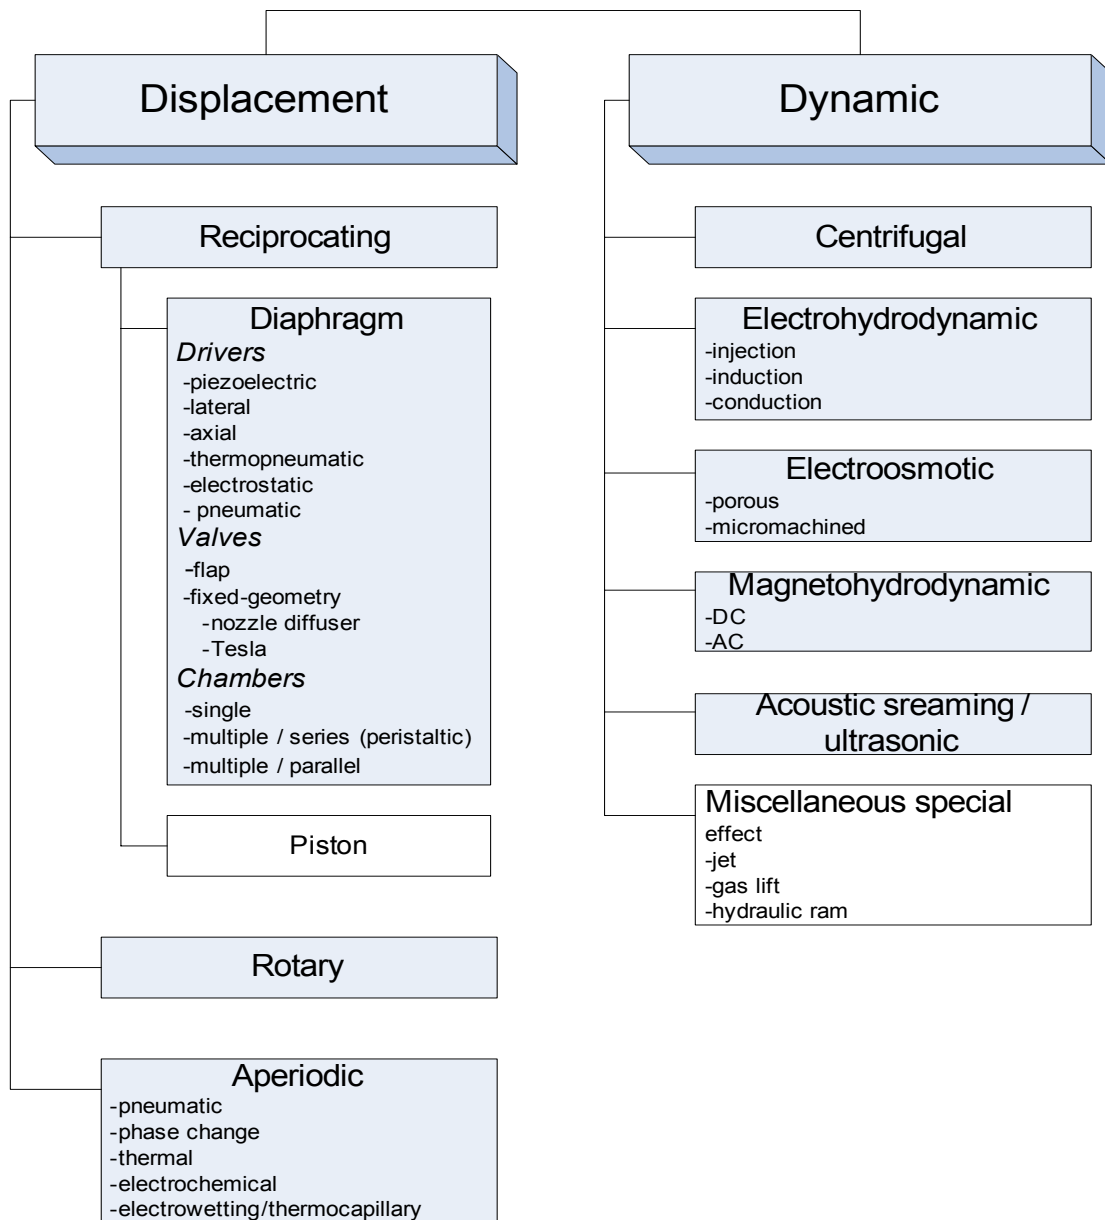 Displacement
Dynamic
Reciprocating
Diaphragm
Drivers
-piezoelectric
-lateral
-axial
-thermopneumatic
-electrostatic
- pneumatic
Valves
-flap
-fixed-geometry
-nozzle diffuser
-Tesla
Chambers
-single
-multiple / series (peristaltic)
-multiple / parallel
Piston
Rotary
Aperiodic
-pneumatic
-phase change
-thermal
-electrochemical
-electrowetting/thermocapillary
Centrifugal
Electrohydrodynamic
-injection
-induction
-conduction
Electroosmotic
-porous
-micromachined
Magnetohydrodynamic
-DC
-AC
Acoustic sreaming /
ultrasonic
Miscellaneous special
effect
-jet
-gas lift
-hydraulic ram